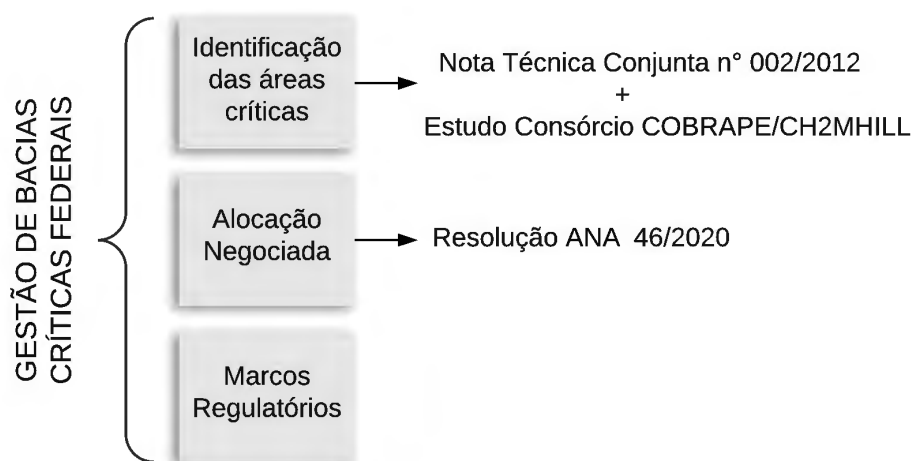 GESTÃO DE BACIAS
CRÍTICAS FEDERAIS
Identificação
das áreas
críticas
Nota Técnica Conjunta n° 002/2012
+
Estudo Consórcio COBRAPE/CH2MHILL
Alocação
Negociada
Resolução ANA 46/2020
Marcos
Regulatórios